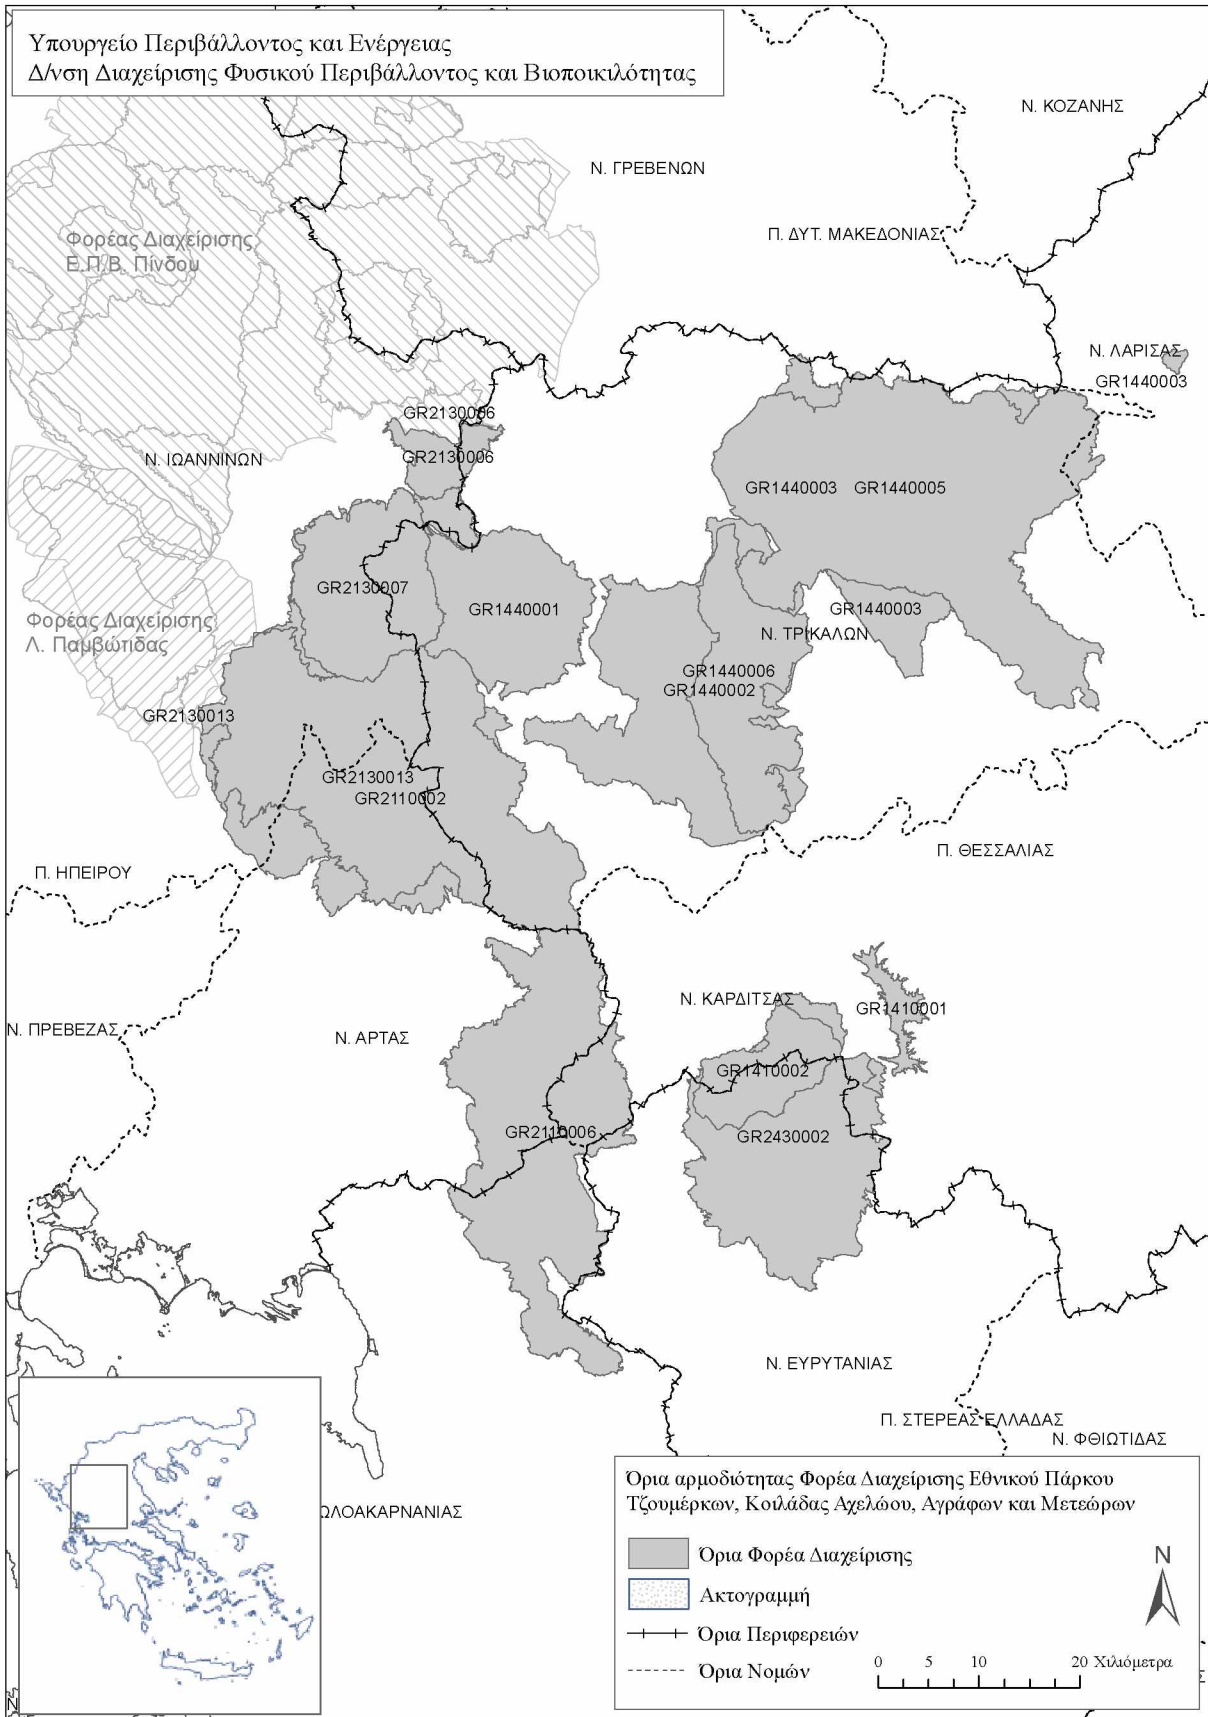 Υπουργείο Περιβάλλοντος και Ενέργειας
Δ/νση Διαχείρισης Φυσικού Περιβάλλοντος και Βιοποικιλότητας
Ν. ΚΟΖΑΝΗΣ
Ν. ΓΡΕΒΕΝΩΝ
Π. ΔΥΤ. ΜΑΚΕΔΟΝΙΑΣ
Φορέας Διαχείρισης
Ε.Π.Β. Πίνδου
Ν. ΛΑΡΙΣΑΣ
GR1440003
GR2130006
GR2130006
Ν. ΙΩΑΝΝΙΝΩΝ
GR1440003
GR1440005
GR2130007
GR1440001
GR1440003
Φορέας Διαχείρισης
Λ. Παμβώτιδας
Ν. ΤΡΙΚΑΛΩΝ
GR1440006
GR1440002
GR2130013
GR2130013
GR2110002
Π. ΘΕΣΣΑΛΙΑΣ
Π. ΗΠΕΙΡΟΥ
Ν. ΚΑΡΔΙΤΣΑΣ
GR1410001
Ν. ΠΡΕΒΕΖΑΣ
Ν. ΑΡΤΑΣ
GR1410002
GR2110006
GR2430002
Ν. ΕΥΡΥΤΑΝΙΑΣ
Π. ΣΤΕΡΕΑΣ ΕΛΛΑΔΑΣ
Ν. ΦΘΙΩΤΙΔΑΣ
ΩΛΟΑΚΑΡΝΑΝΙΑΣ
Όρια αρμοδιότητας Φορέα Διαχείρισης Εθνικού Πάρκου
Τζουμέρκων, Κοιλάδας Αχελώου, Αγράφων και Μετεώρων
Όρια Φορέα Διαχείρισης
Ακτογραμμή
Όρια Περιφερειών
Όρια Νομών
N
0 5 10 20 Χιλιόμετρα